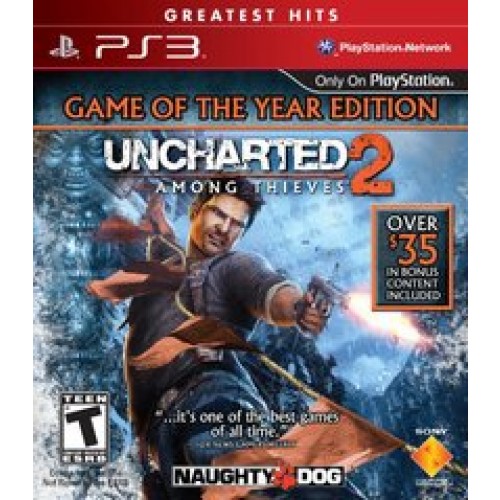 GREATEST HITS
PS3
PlayStation Network
Only On PlayStation.
GAME OF THE YEAR EDITION
UNCHARTED 2
AMONG THIEVES
OVER
$35
IN BONUS
CONTENT
INCLUDED
TEEN
T
ESRB
"...it's one of the best games
of all time."
SONY
NAUGHTY DOG